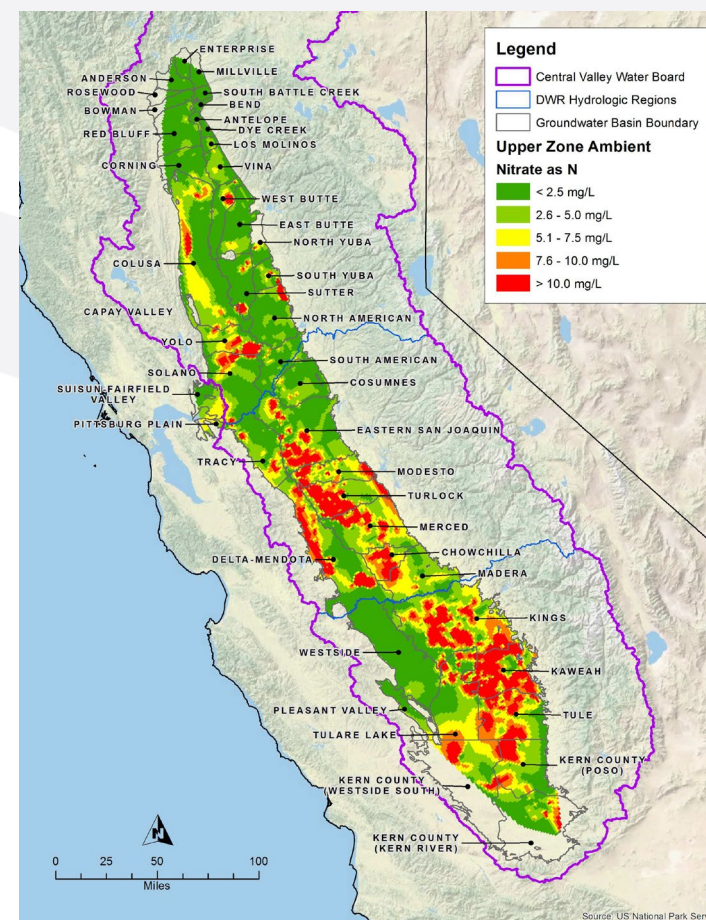 Legend
Central Valley Water Board
DWR Hydrologic Regions
Groundwater Basin Boundary
Upper Zone Ambient
Nitrate as N
< 2.5 mg/L
2.6 - 5.0 mg/L
5.1 - 7.5 mg/L
7.6 - 10.0 mg/L
> 10.0 mg/L
ENTERPRISE
MILLVILLE
ANDERSON
ROSEWOOD
SOUTH BATTLE CREEK
BEND
BOWMAN
ANTELOPE
DYE CREEK
RED BLUFF
LOS MOLINOS
CORNING
VINA
WEST BUTTE
EAST BUTTE
NORTH YUBA
COLUSA
SOUTH YUBA
SUTTER
CAPAY VALLEY
NORTH AMERICAN
YOLO
SOUTH AMERICAN
SOLANO
COSUMNES
SUISUN-FAIRFIELD
VALLEY
PITTSBURG PLAIN
EASTERN SAN JOAQUIN
TRACY
MODESTO
TURLOCK
MERCED
CHOWCHILLA
DELTA-MENDOTA
MADERA
KINGS
WESTSIDE
KAWEAH
PLEASANT VALLEY
TULE
TULARE LAKE
KERN COUNTY
(POSO)
KERN COUNTY
(WESTSIDE SOUTH)
KERN COUNTY
(KERN RIVER)
N
0 25 50 100
Miles
Source: US National Park Serv